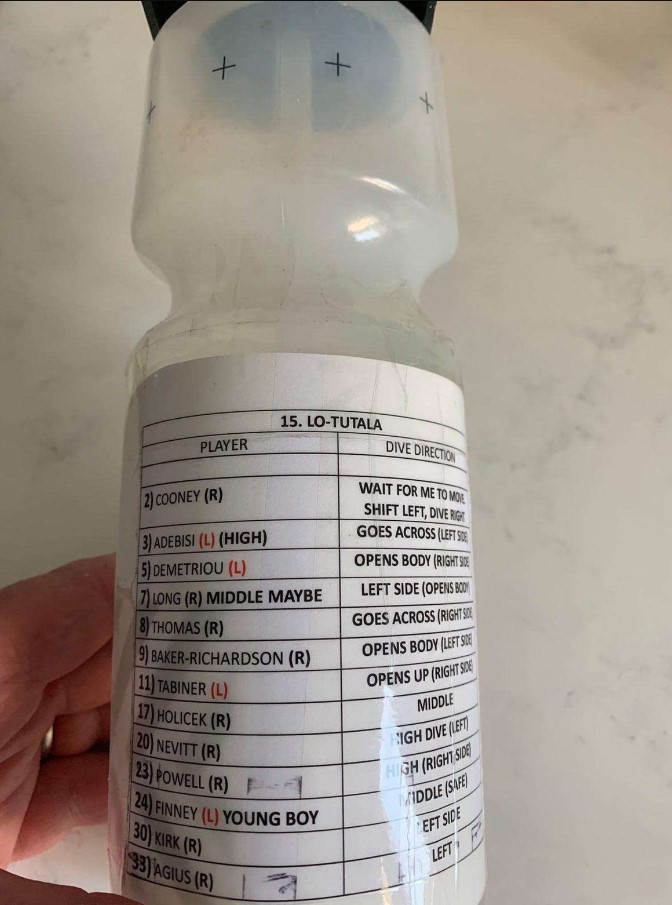 15. LO-TUTALA
PLAYER DIVE DIRECTION
2) COONEY (R) WAIT FOR ME TO MOVE,
SHIFT LEFT, DIVE RIGHT
3) ADEBISI (L) (HIGH) GOES ACROSS (LEFT SIDE)
5) DEMETRIOU (L) OPENS BODY (RIGHT SIDE)
7) LONG (R) MIDDLE MAYBE LEFT SIDE (OPENS BODY)
8) THOMAS (R) GOES ACROSS (RIGHT SIDE)
9) BAKER-RICHARDSON (R) OPENS BODY (LEFT SIDE)
11) TABINER (L) OPENS UP (RIGHT SIDE)
17) HOLICEK (R) MIDDLE
20) NEVITT (R) HIGH DIVE (LEFT)
23) POWELL (R) HIGH (RIGHT SIDE)
24) FINNEY (L) YOUNG BOY MIDDLE (SAFE)
30) KIRK (R) LEFT SIDE
33) AGIUS (R) LEFT